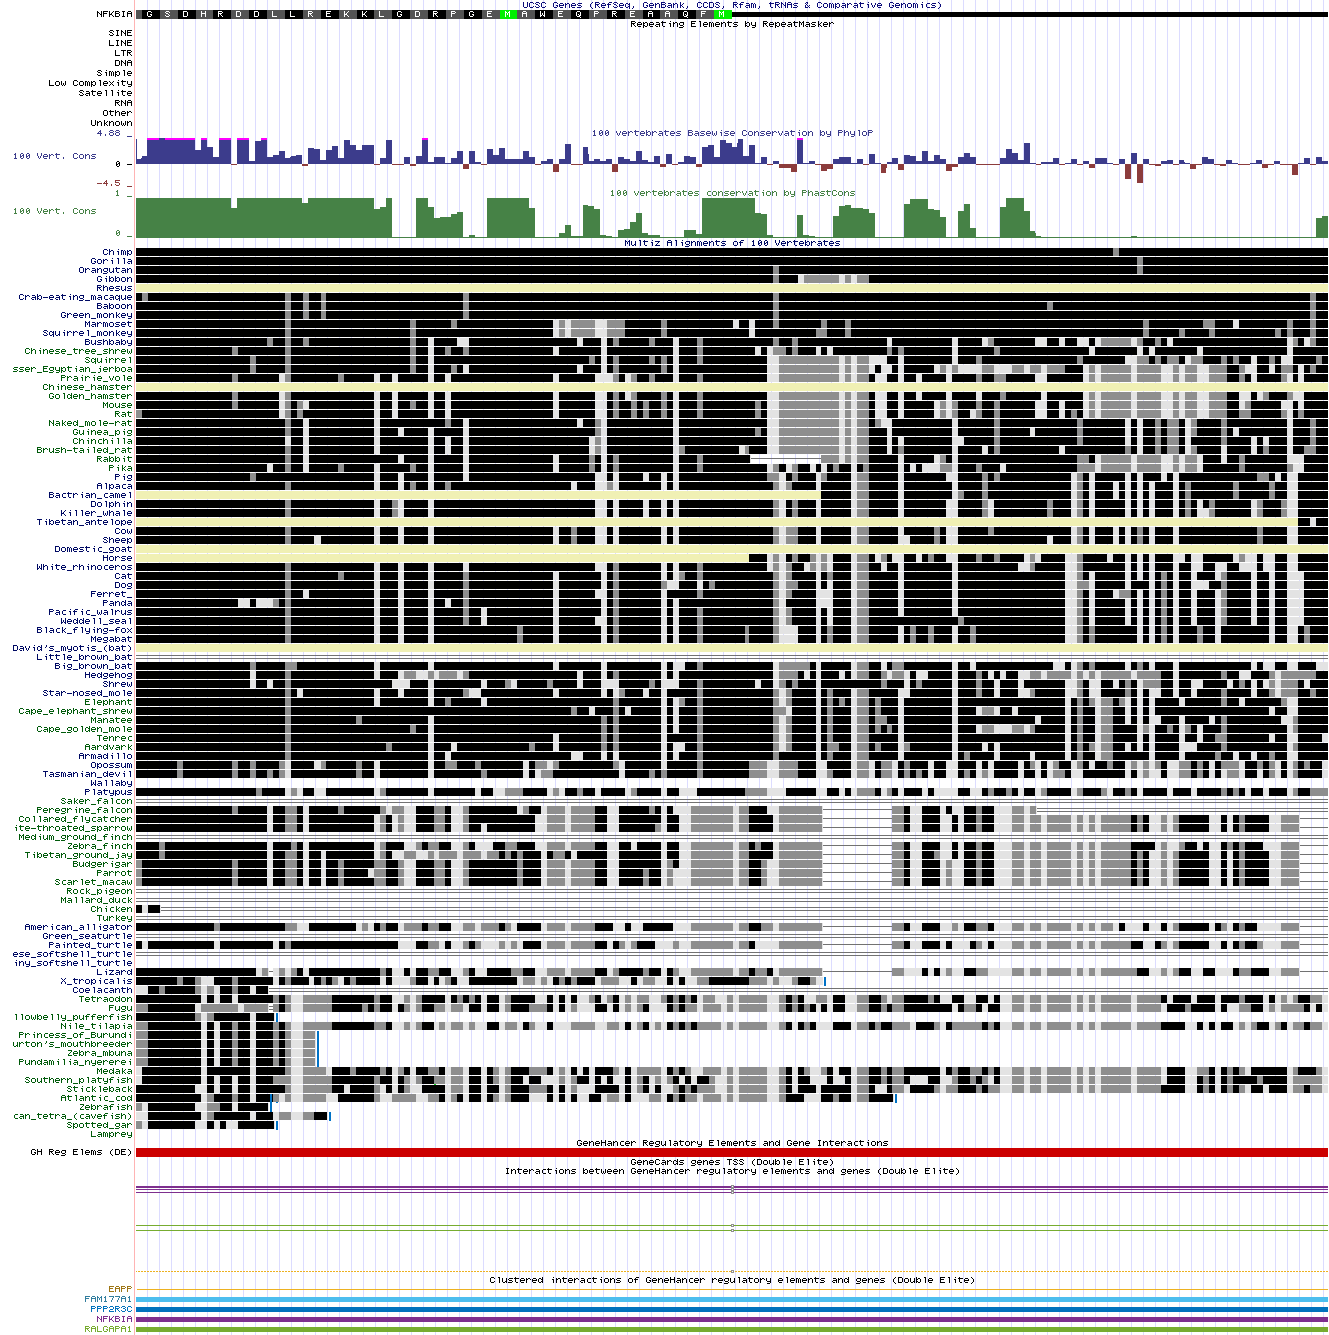 UCSC Genes (RefSeq, GenBank, CCDS, Rfam, tRNAs & Comparative Genomics)
NFKBIA G S D H R D D L L R E K K L G D R P G E M A W E Q P R E A A Q F M
Repeating Elements by RepeatMasker
SINE
LINE
LTR
DNA
Simple
Low Complexity
Satellite
RNA
Other
Unknown
100 vertebrates Basewise Conservation by PhyloP
4.88 _
100 Vert. Cons
0 _
-4.5 _
100 vertebrates conservation by PhastCons
1 _
100 Vert. Cons
0 _
Multiz Alignments of 100 Vertebrates
Chimp
Gorilla
Orangutan
Gibbon
Rhesus
Crab-eating_macaque
Baboon
Green_monkey
Marmoset
Squirrel_monkey
Bushbaby
Chinese_tree_shrew
Squirrel
sser_Egyptian_jerboa
Prairie_vole
Chinese_hamster
Golden_hamster
Mouse
Rat
Naked_mole-rat
Guinea_pig
Chinchilla
Brush-tailed_rat
Rabbit
Pika
Pig
Alpaca
Bactrian_camel
Dolphin
Killer_whale
Tibetan_antelope
Cow
Sheep
Domestic_goat
Horse
White_rhinoceros
Cat
Dog
Ferret_
Panda
Pacific_walrus
Weddell_seal
Black_flying-fox
Megabat
David's_myotis_(bat)
Little_brown_bat
Big_brown_bat
Hedgehog
Shrew
Star-nosed_mole
Elephant
Cape_elephant_shrew
Manatee
Cape_golden_mole
Tenrec
Aardvark
Armadillo
Opossum
Tasmanian_devil
Wallaby
Platypus
Saker_falcon
Peregrine_falcon
Collared_flycatcher
ite-throated_sparrow
Medium_ground_finch
Zebra_finch
Tibetan_ground_jay
Budgerigar
Parrot
Scarlet_macaw
Rock_pigeon
Mallard_duck
Chicken
Turkey
American_alligator
Green_seaturtle
Painted_turtle
ese_softshell_turtle
iny_softshell_turtle
Lizard
X_tropicalis
Coelacanth
Tetraodon
Fugu
llowbelly_pufferfish
Nile_tilapia
Princess_of_Burundi
urton's_mouthbreeder
Zebra_mbuna
Pundamilia_nyererei
Medaka
Southern_platyfish
Stickleback
Atlantic_cod
Zebrafish
can_tetra_(cavefish)
Spotted_gar
Lamprey
GeneHancer Regulatory Elements and Gene Interactions
GH Reg Elems (DE)
GeneCards genes TSS (Double Elite)
Interactions between GeneHancer regulatory elements and genes (Double Elite)
Clustered interactions of GeneHancer regulatory elements and genes (Double Elite)
EAPP
FAM177A1
PPP2R3C
NFKBIA
RALGAPA1